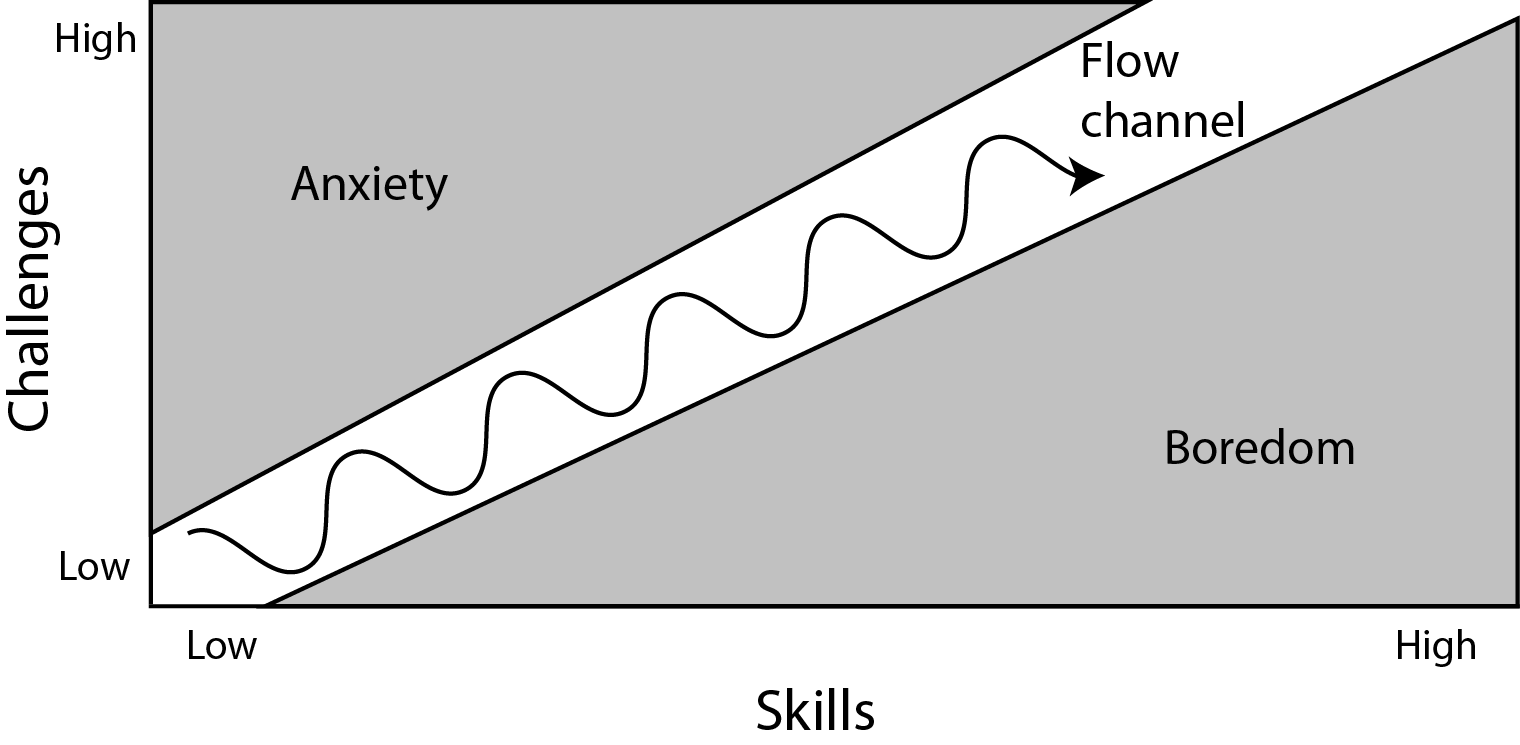 High
Flow
channel
Anxiety
Challenges
Boredom
Low
Low
High
Skills